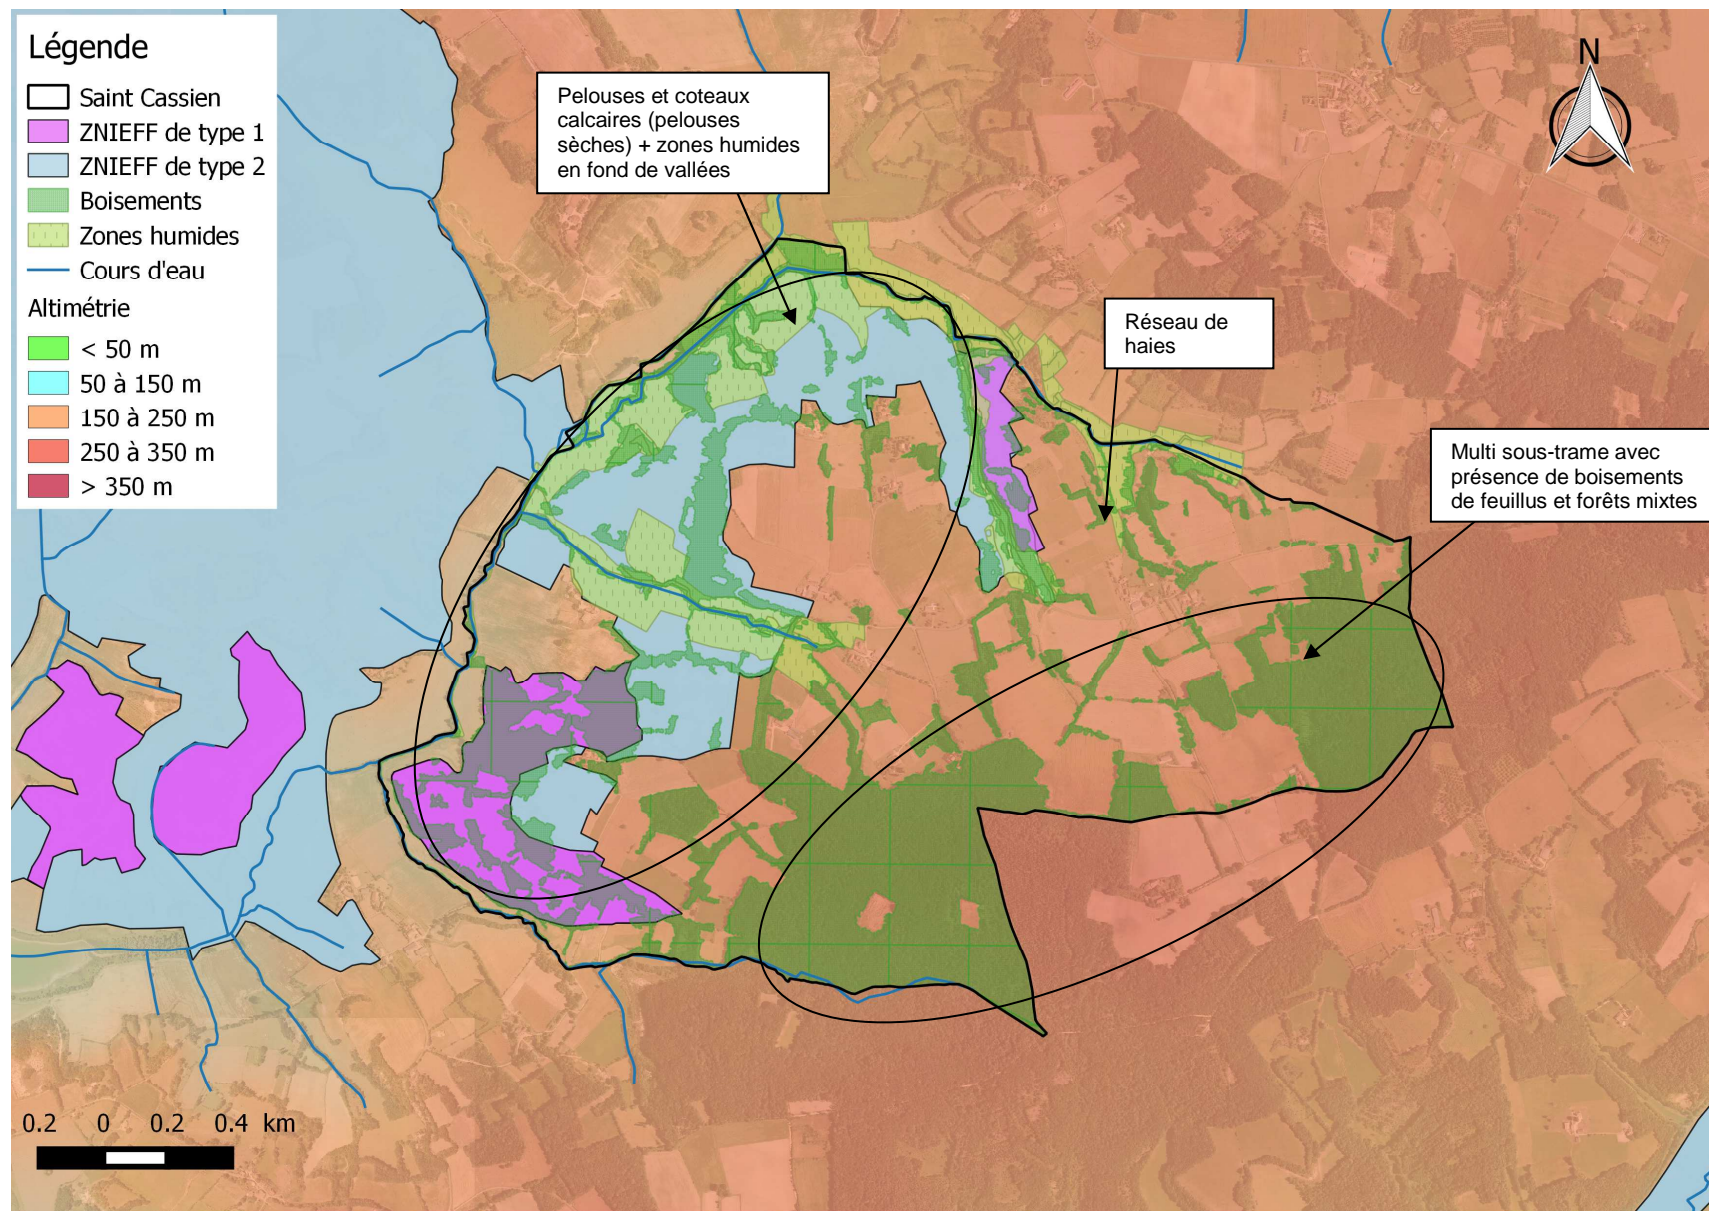 Légende
Saint Cassien
ZNIEFF de type 1
ZNIEFF de type 2
Boisements
Zones humides
Cours d'eau
Altimétrie
< 50 m
50 à 150 m
150 à 250 m
250 à 350 m
> 350 m
Pelouses et coteaux
calcaires (pelouses
sèches) + zones humides
en fond de vallées
N
Réseau de
haies
Multi sous-trame avec
présence de boisements
de feuillus et forêts mixtes
0.2 0 0.2 0.4 km